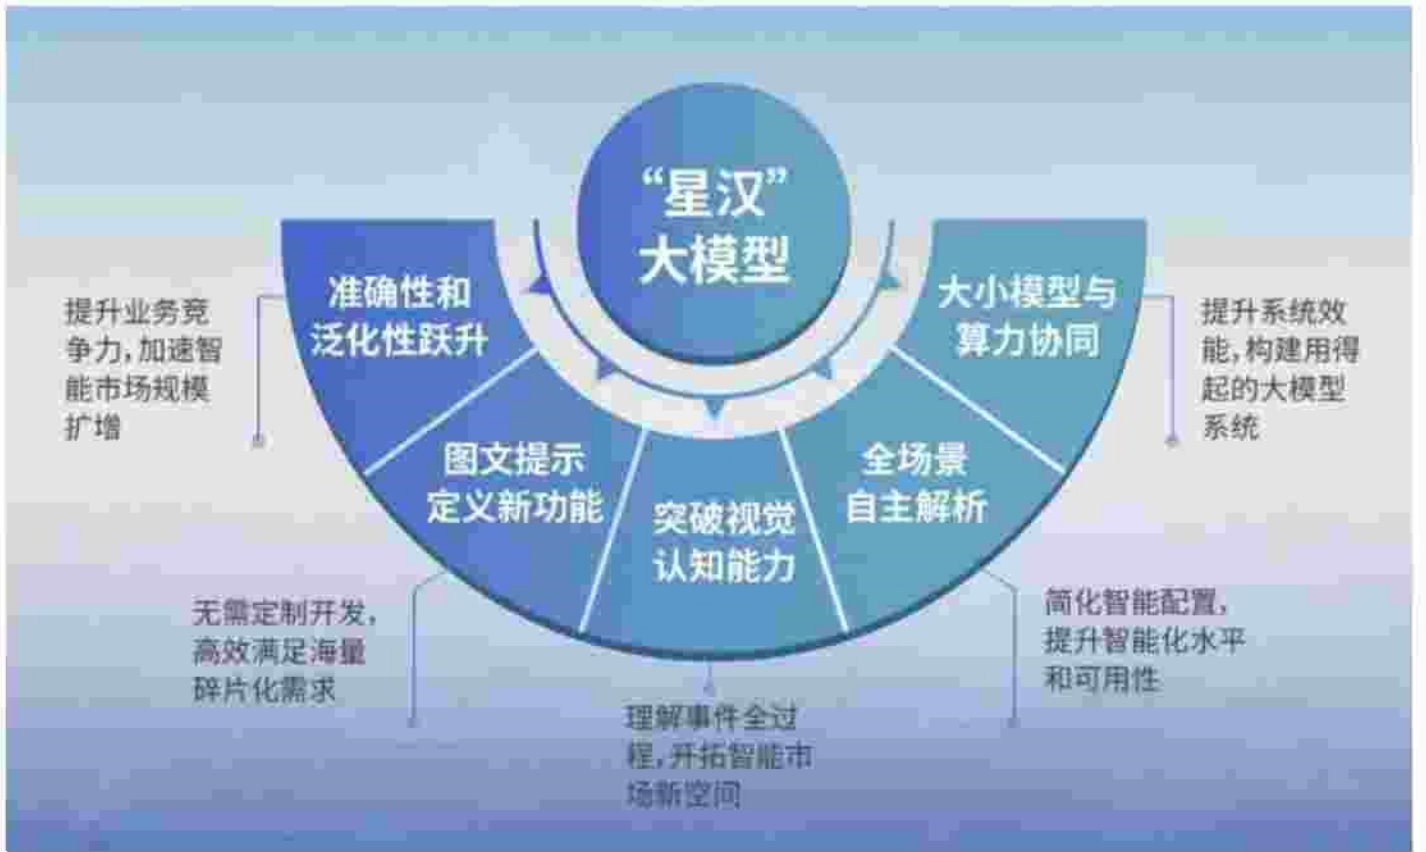 “星汉”
大模型
准确性和
泛化性跃升
提升业务竞
争力,加速智
能市场规模
扩增
图文提示
定义新功能
无需定制开发,
高效满足海量
碎片化需求
突破视觉
认知能力
理解事件全过
程,开拓智能市
场新空间
全场景
自主解析
简化智能配置,
提升智能化水平
和可用性
大小模型与
算力协同
提升系统效
能,构建用得
起的大模型
系统